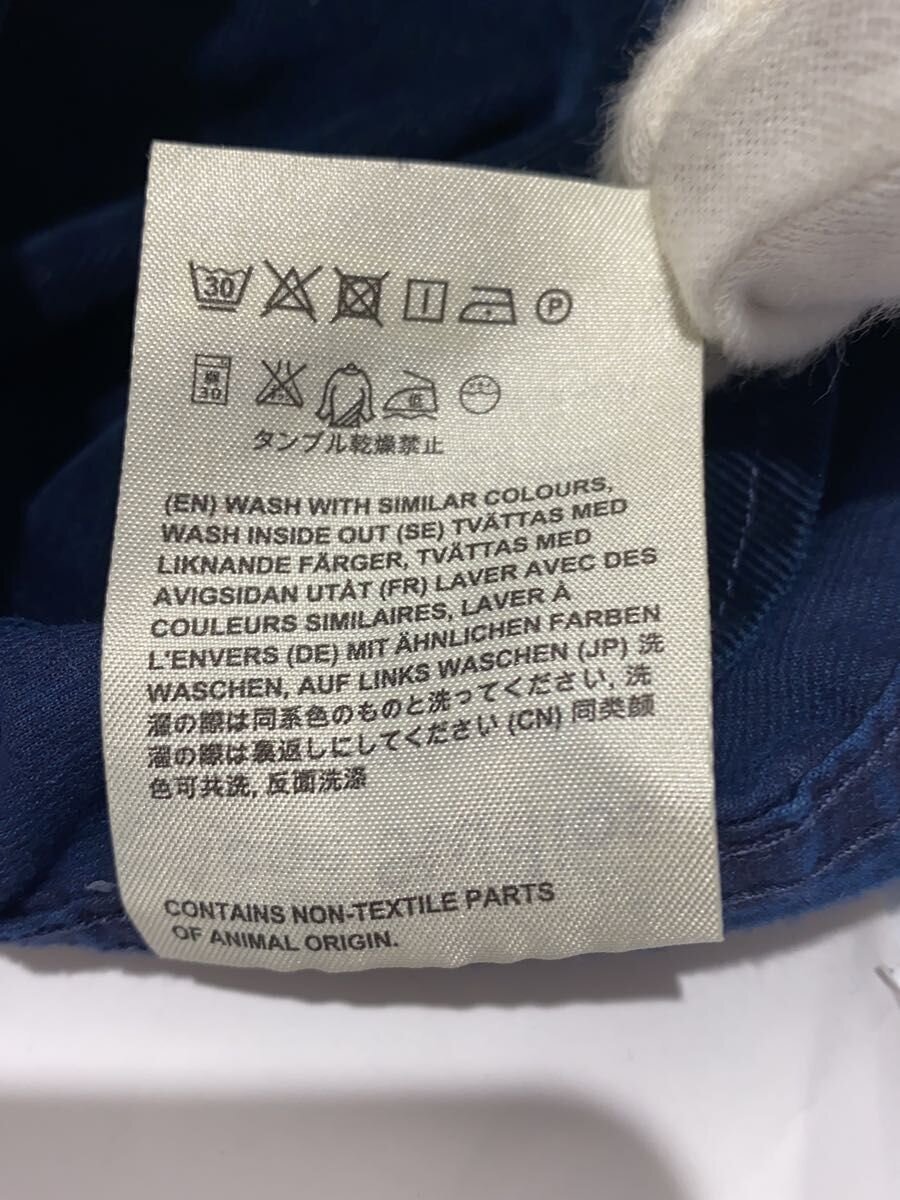 30 P
網 30 低
タンブル乾燥禁止
(EN) WASH WITH SIMILAR COLOURS,
WASH INSIDE OUT (SE) TVÄTTAS MED
LIKNANDE FÄRGER, TVÄTTAS MED
AVIGSIDAN UTÅT (FR) LAVER AVEC DES
COULEURS SIMILAIRES, LAVER À
L'ENVERS (DE) MIT ÄHNLICHEN FARBEN
WASCHEN, AUF LINKS WASCHEN (JP) 洗
濯の際は同系色のものと洗ってください, 洗
濯の際は裏返しにしてください (CN) 同类颜
色可共洗, 反面洗涤
CONTAINS NON-TEXTILE PARTS
OF ANIMAL ORIGIN.